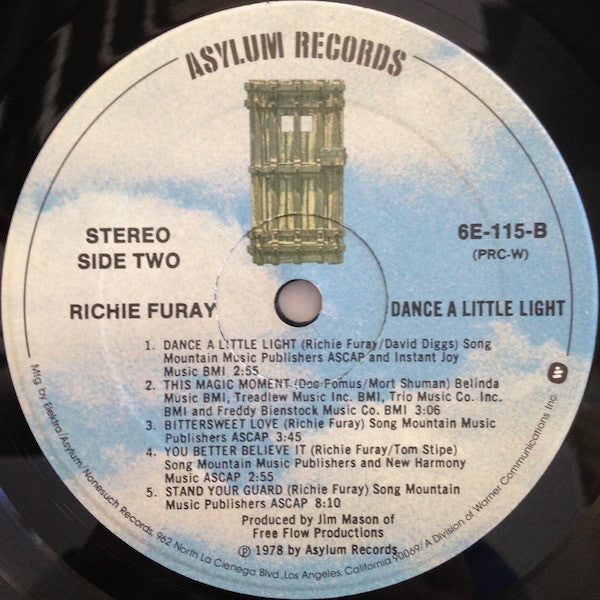 ASYLUM RECORDS
STEREO
SIDE TWO
6E-115-B
(PRC-W)
RICHIE FURAY
DANCE A LITTLE LIGHT
1. DANCE A LITTLE LIGHT (Richie Furay/David Diggs) Song
Mountain Music Publishers ASCAP and Instant Joy
Music BMI 2:55
2. THIS MAGIC MOMENT (Doc Fomus/Mort Shuman) Belinda
Music BMI, Treadlew Music Inc. BMI, Trio Music Co. Inc.
BMI and Freddy Bienstock Music Co. BMI 3:06
3. BITTERSWEET LOVE (Richie Furay) Song Mountain Music
Publishers ASCAP 3:45
4. YOU BETTER BELIEVE IT (Richie Furay/Tom Stipe)
Song Mountain Music Publishers and New Harmony
Music ASCAP 2:55
5. STAND YOUR GUARD (Richie Furay) Song Mountain
Music Publishers ASCAP 8:10
Produced by Jim Mason of
Free Flow Productions
℗ 1978 by Asylum Records
Mfg. by Elektra/Asylum/Nonesuch Records, 962 North La Cienega Blvd., Los Angeles, California 90069/A Division of Warner Communications Inc.